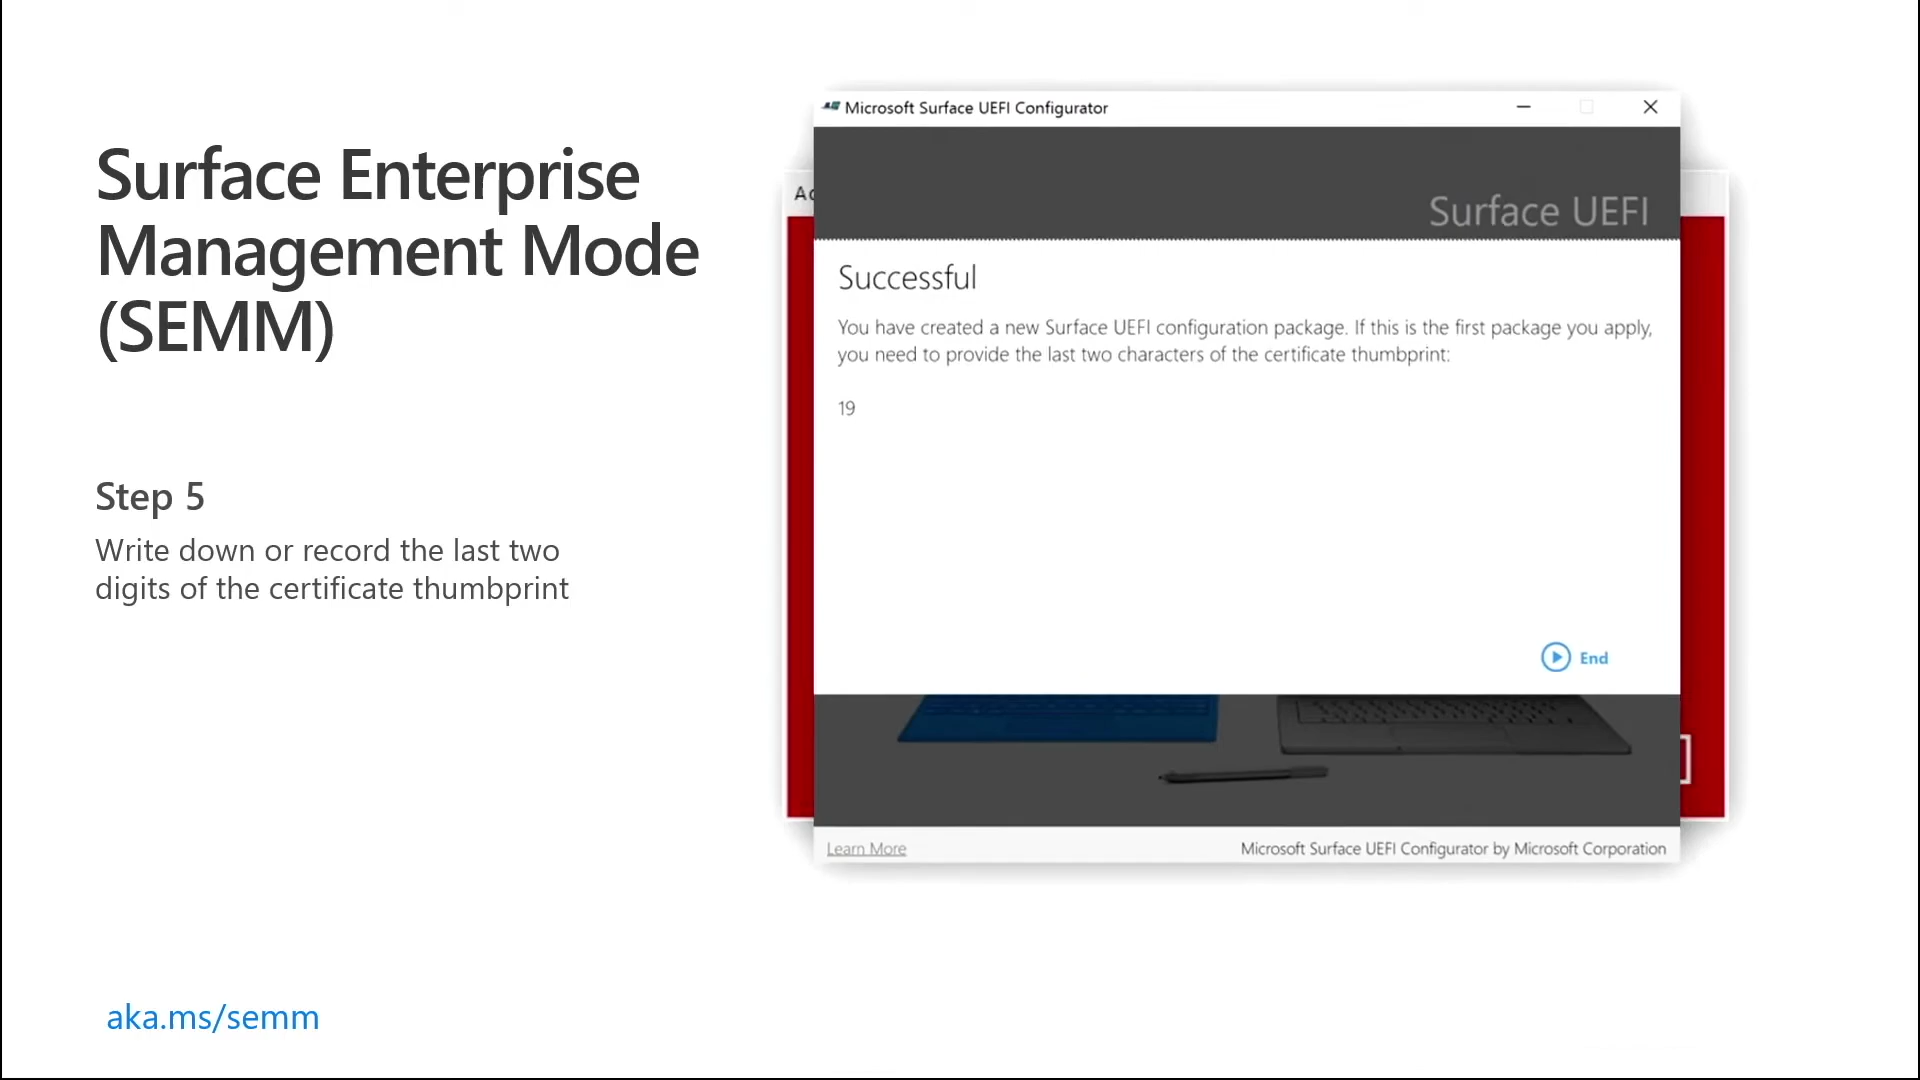 Surface Enterprise
Management Mode
(SEMM)
Step 5
Write down or record the last two
digits of the certificate thumbprint
aka.ms/semm
Microsoft Surface UEFI Configurator
Surface UEFI
Successful
You have created a new Surface UEFI configuration package. If this is the first package you apply,
you need to provide the last two characters of the certificate thumbprint:
19
End
Learn More
Microsoft Surface UEFI Configurator by Microsoft Corporation